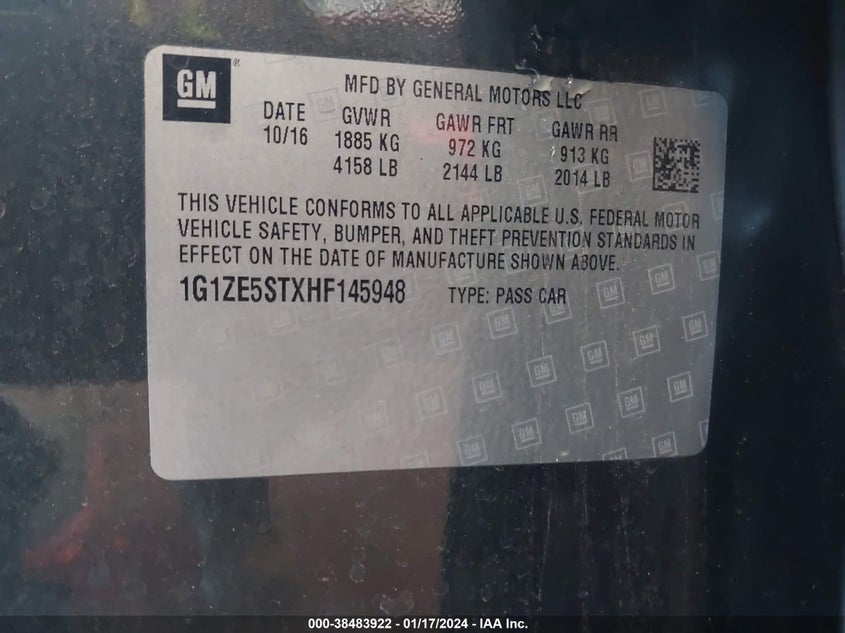 GM®
MFD BY GENERAL MOTORS LLC
DATE GVWR GAWR FRT GAWR RR
10/16 1885 KG 972 KG 913 KG
4158 LB 2144 LB 2014 LB
THIS VEHICLE CONFORMS TO ALL APPLICABLE U.S. FEDERAL MOTOR
VEHICLE SAFETY, BUMPER, AND THEFT PREVENTION STANDARDS IN
EFFECT ON THE DATE OF MANUFACTURE SHOWN ABOVE.
1G1ZE5STXHF145948 TYPE: PASS CAR
000-38483922 - 01/17/2024 - IAA Inc.